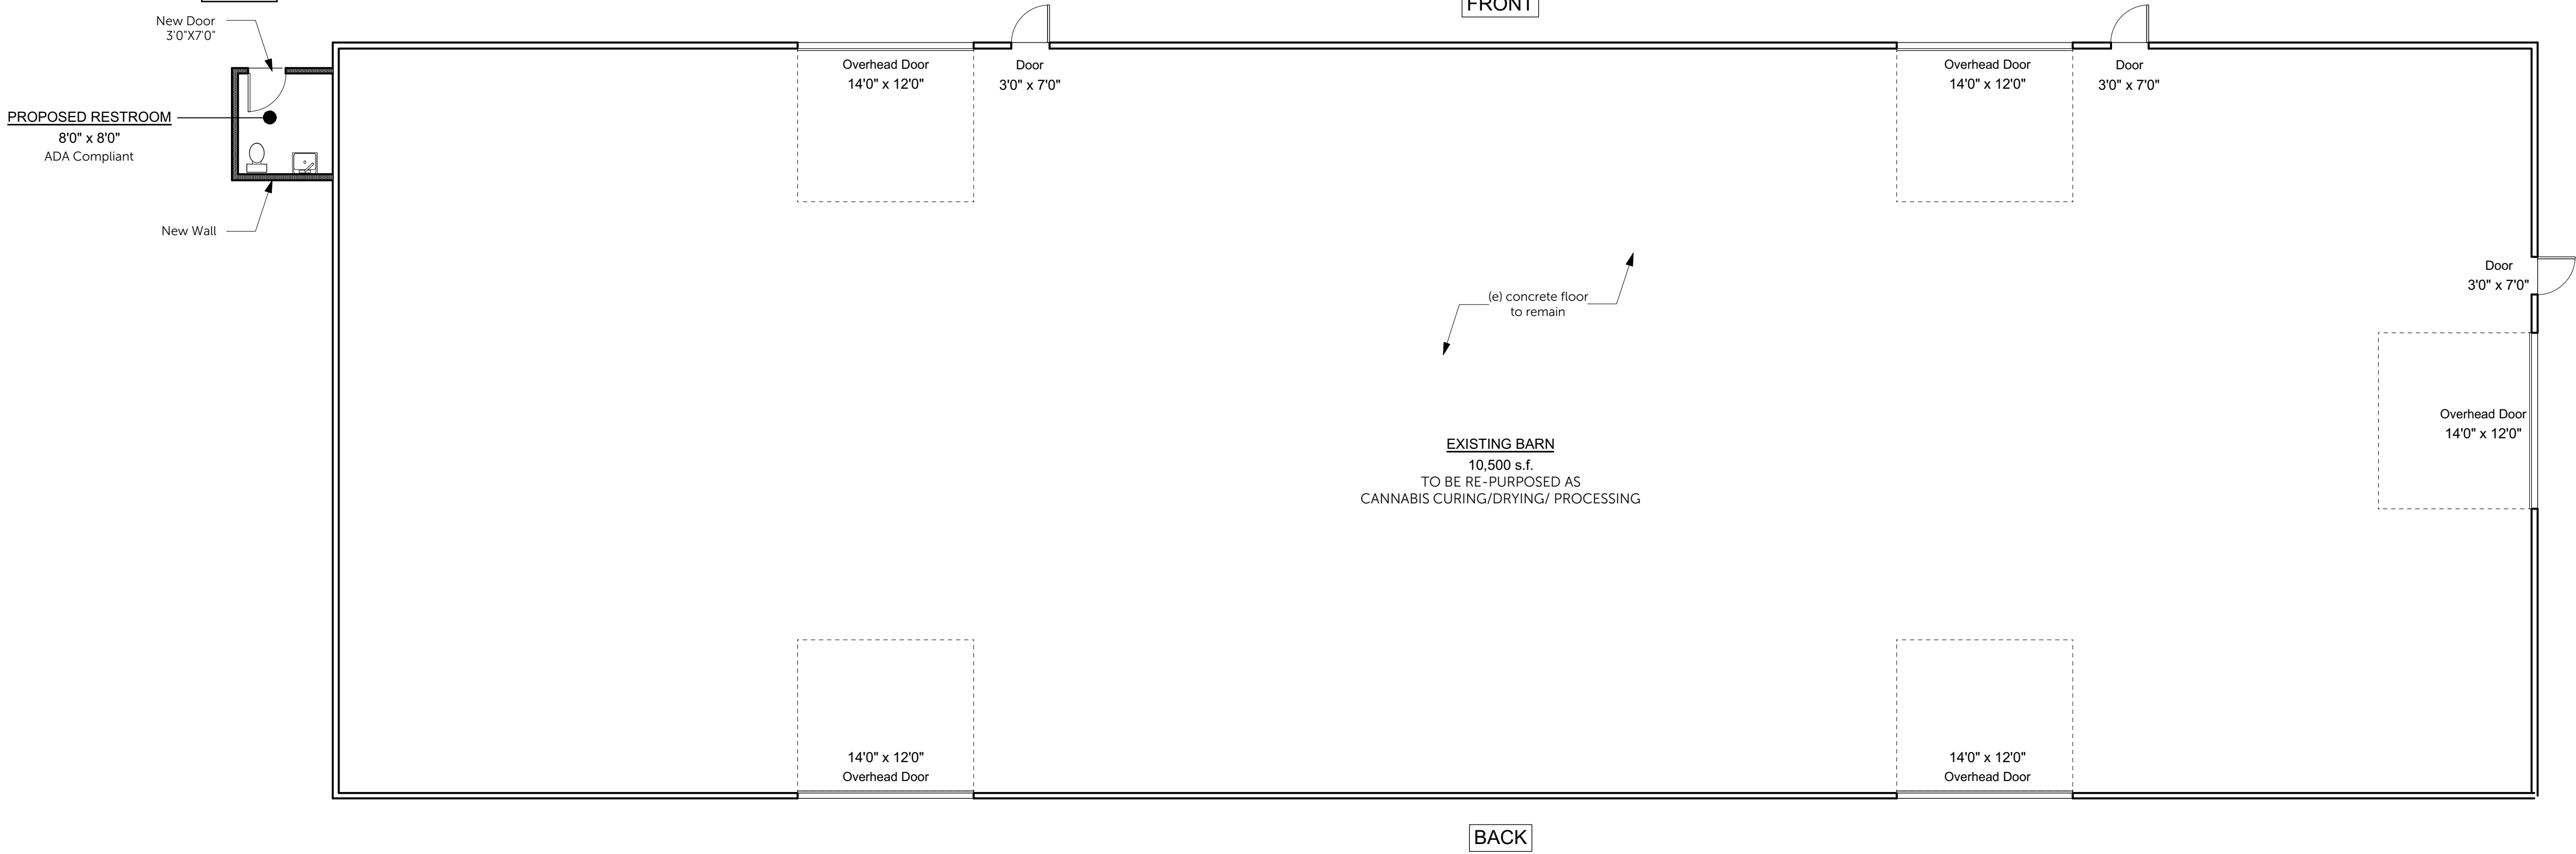 FRONT
New Door
3'0"X7'0"
Overhead Door
14'0" x 12'0"
Door
3'0" x 7'0"
Overhead Door
14'0" x 12'0"
Door
3'0" x 7'0"
PROPOSED RESTROOM
8'0" x 8'0"
ADA Compliant
New Wall
Door
3'0" x 7'0"
(e) concrete floor
to remain
Overhead Door
14'0" x 12'0"
EXISTING BARN
10,500 s.f.
TO BE RE-PURPOSED AS
CANNABIS CURING/DRYING/ PROCESSING
14'0" x 12'0"
Overhead Door
14'0" x 12'0"
Overhead Door
BACK